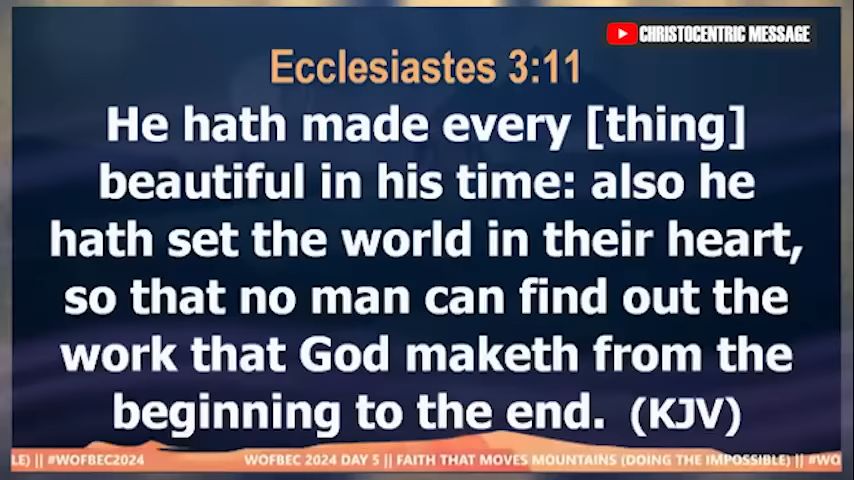 CHRISTOCENTRIC MESSAGE
Ecclesiastes 3:11
He hath made every [thing]
beautiful in his time: also he
hath set the world in their heart,
so that no man can find out the
work that God maketh from the
beginning to the end. (KJV)
LE) || #WOFBEC2024 WOFBEC 2024 DAY 5 || FAITH THAT MOVES MOUNTAINS (DOING THE IMPOSSIBLE) || #WO